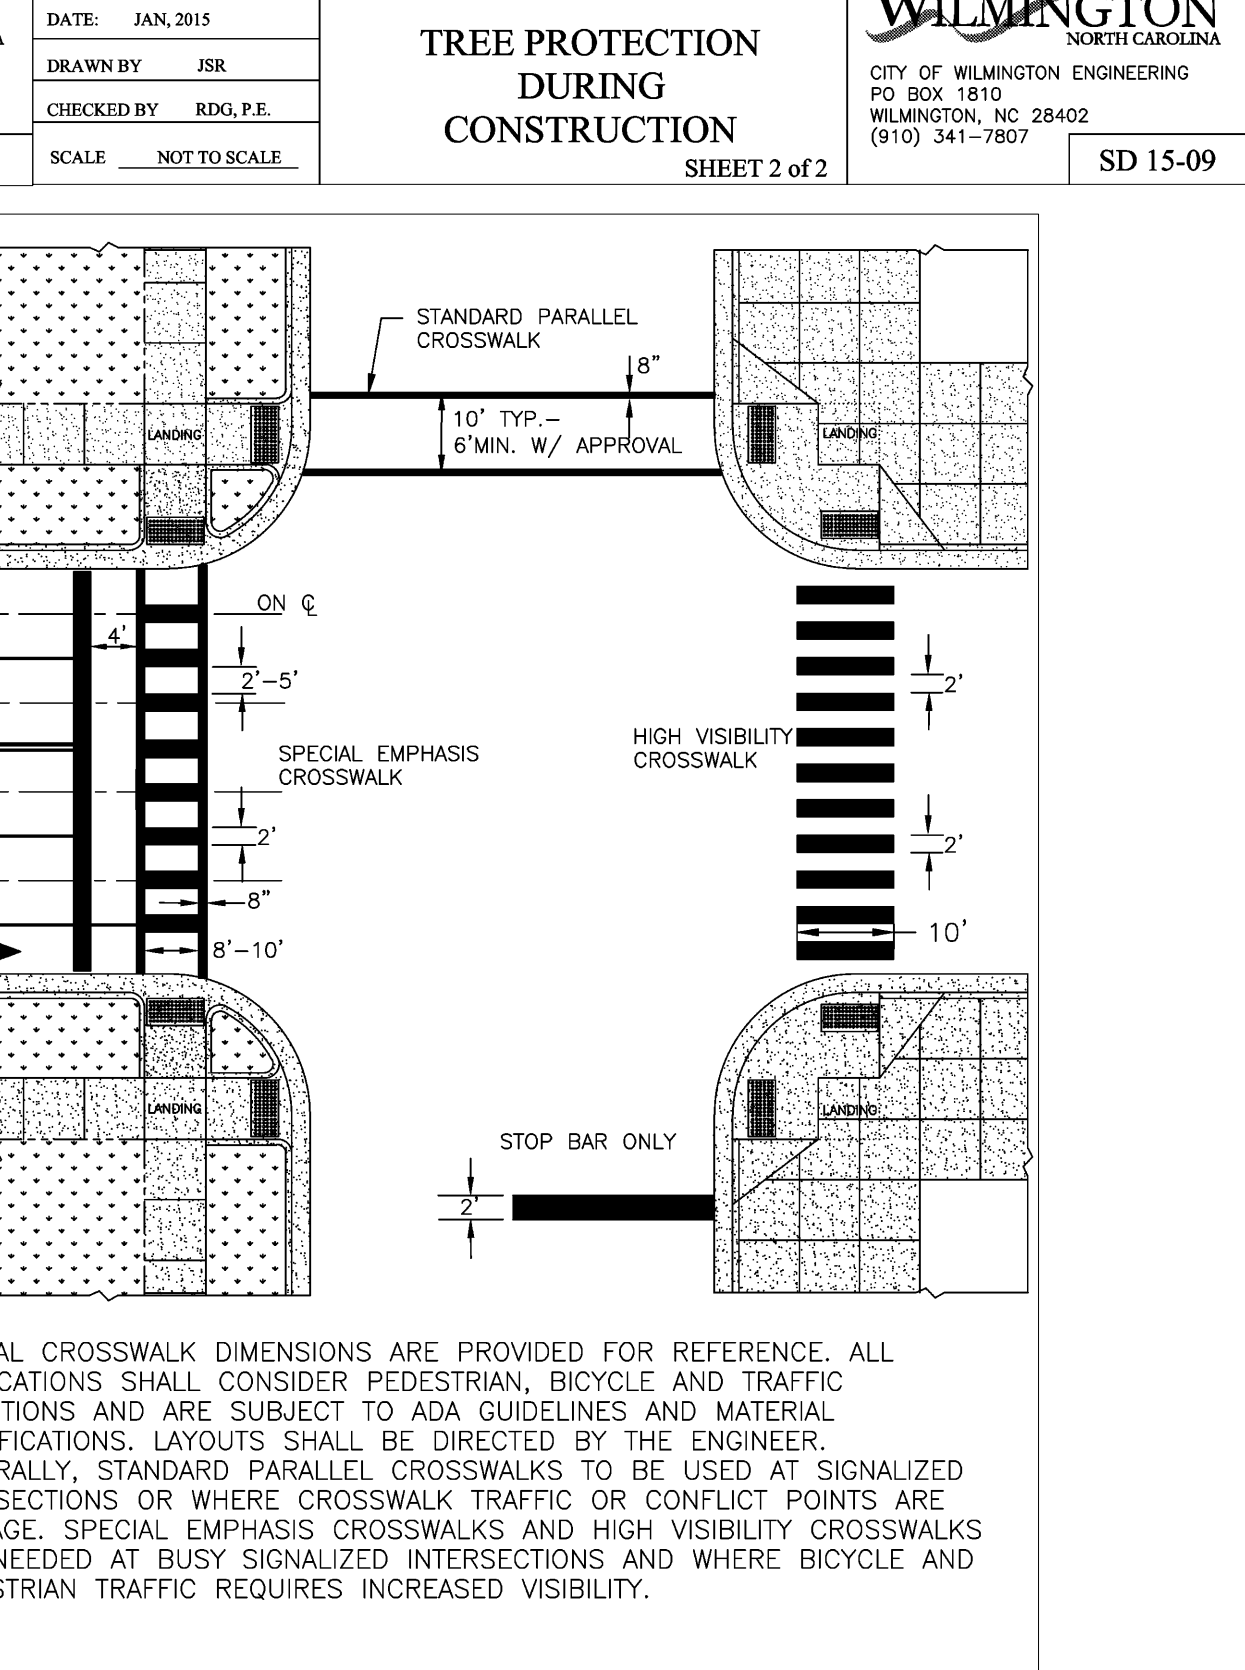 DATE: JAN, 2015
DRAWN BY JSR
CHECKED BY RDG, P.E.
SCALE NOT TO SCALE
TREE PROTECTION
DURING
CONSTRUCTION
SHEET 2 of 2
WILMINGTON
NORTH CAROLINA
CITY OF WILMINGTON ENGINEERING
PO BOX 1810
WILMINGTON, NC 28402
(910) 341-7807
SD 15-09
STANDARD PARALLEL
CROSSWALK
8"
10' TYP.-
6'MIN. W/ APPROVAL
LANDING
LANDING
ON ℄
4'
2'-5'
2'
SPECIAL EMPHASIS
CROSSWALK
HIGH VISIBILITY
CROSSWALK
2'
2'
8"
8'-10'
10'
LANDING
LANDING
STOP BAR ONLY
2'
AL CROSSWALK DIMENSIONS ARE PROVIDED FOR REFERENCE. ALL
CATIONS SHALL CONSIDER PEDESTRIAN, BICYCLE AND TRAFFIC
TIONS AND ARE SUBJECT TO ADA GUIDELINES AND MATERIAL
FICATIONS. LAYOUTS SHALL BE DIRECTED BY THE ENGINEER.
RALLY, STANDARD PARALLEL CROSSWALKS TO BE USED AT SIGNALIZED
SECTIONS OR WHERE CROSSWALK TRAFFIC OR CONFLICT POINTS ARE
AGE. SPECIAL EMPHASIS CROSSWALKS AND HIGH VISIBILITY CROSSWALKS
NEEDED AT BUSY SIGNALIZED INTERSECTIONS AND WHERE BICYCLE AND
STRIAN TRAFFIC REQUIRES INCREASED VISIBILITY.